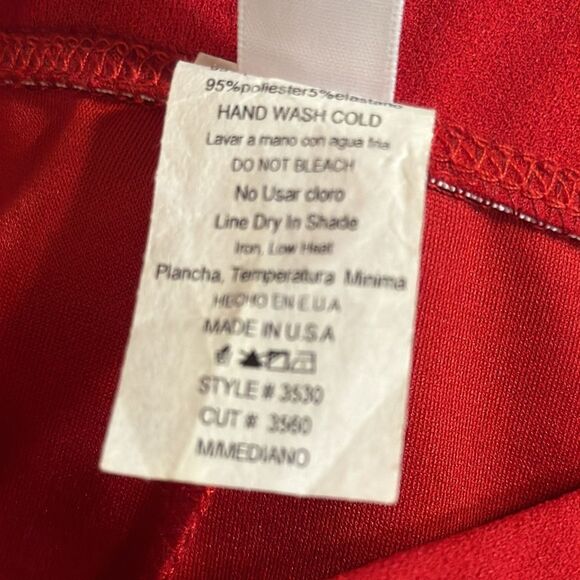 95%poliester5%elastano
HAND WASH COLD
Lavar a mano con agua fria
DO NOT BLEACH
No Usar cloro
Line Dry In Shade
Iron, Low Heat
Plancha, Temperatura Minima
HECHO EN E.U.A
MADE IN U.S.A
STYLE # 3530
CUT # 3560
M/MEDIANO